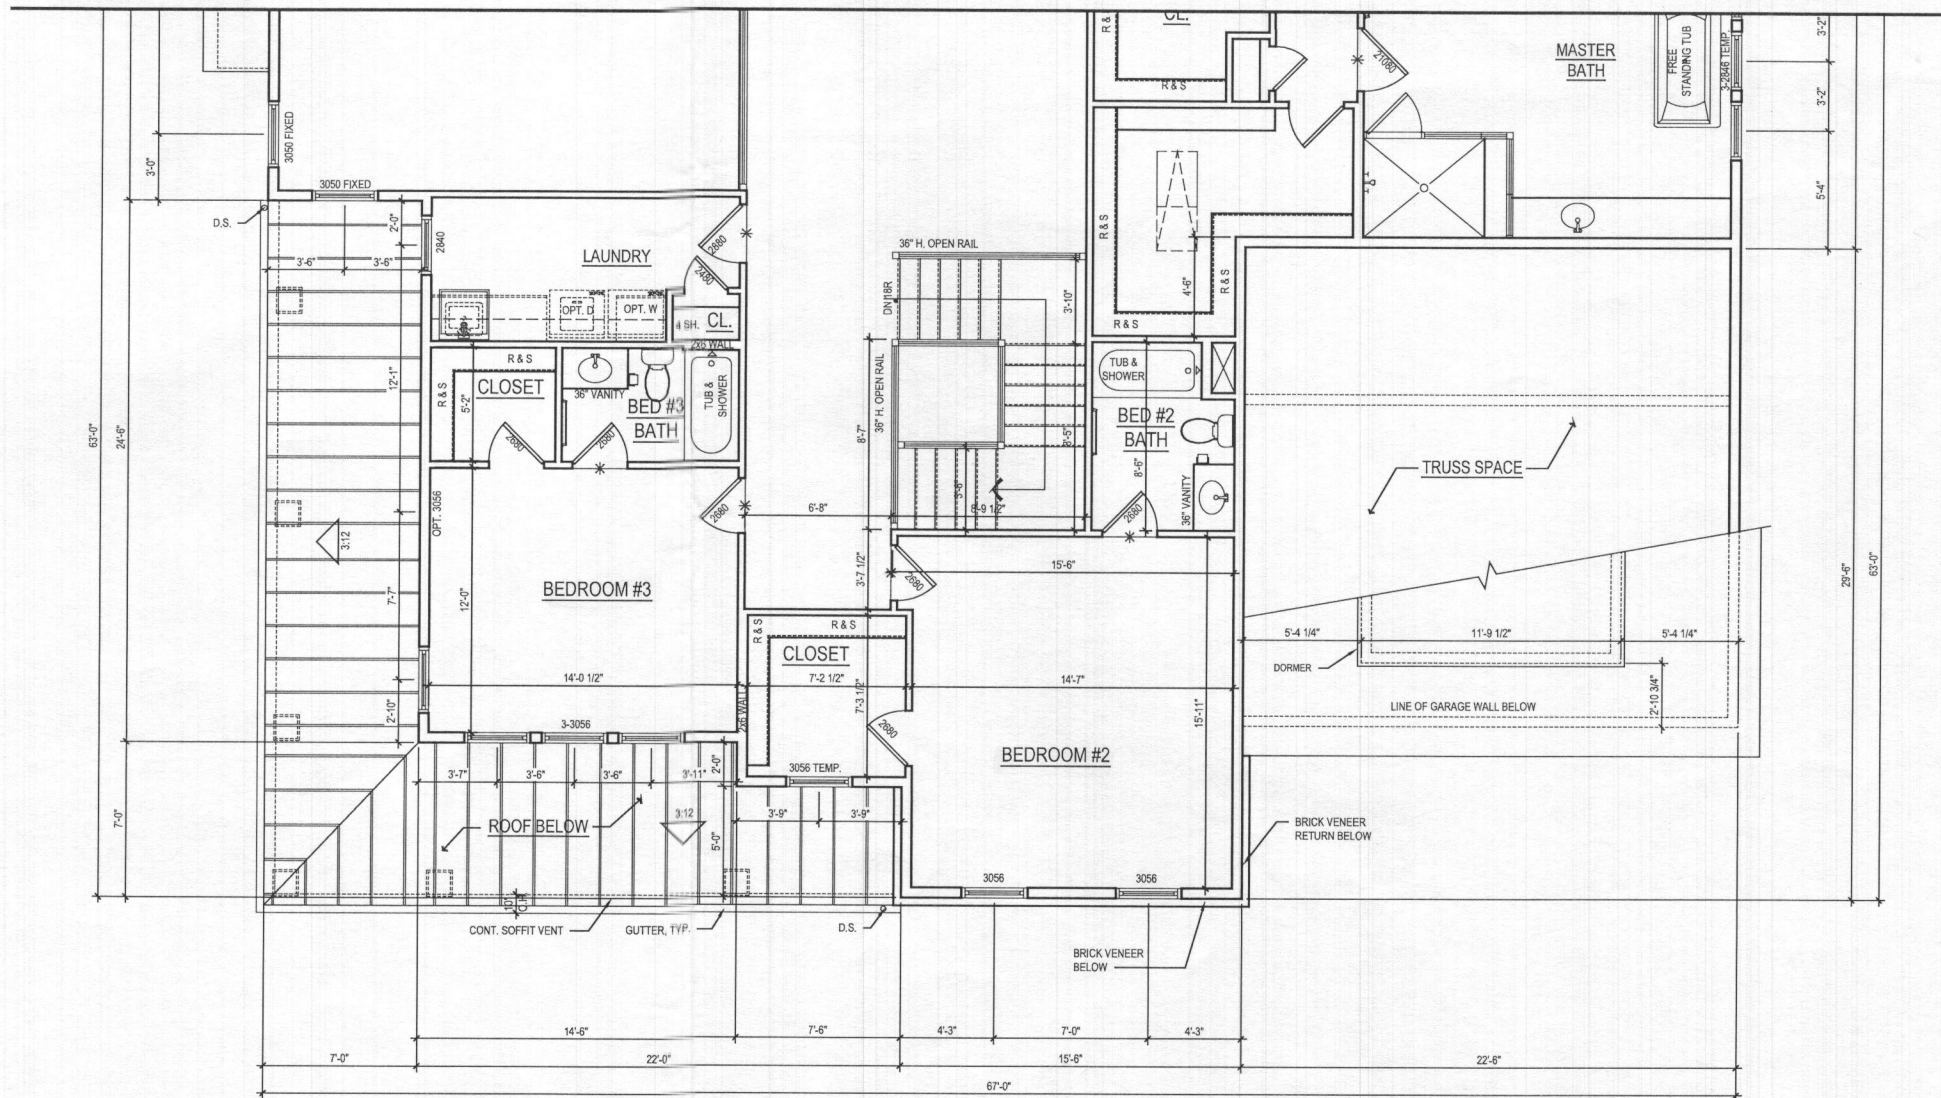 R &
CL.
R & S
21080
MASTER
BATH
FREE
STANDING TUB
3-2846 TEMP.
3'-2"
3'-2"
3050 FIXED
3'-0"
3050 FIXED
D.S.
2'-0"
2840
3'-6"
3'-6"
LAUNDRY
2880
2480
OPT. D
OPT. W
4 SH.
CL.
2x6 WALL
36" H. OPEN RAIL
DN 18R
3'-10"
R & S
R & S
4'-6"
R & S
5'-4"
R & S
R & S
CLOSET
5'-2"
2680
36" VANITY
BED #3
BATH
2680
TUB &
SHOWER
12'-1"
63'-0"
24'-6"
36" H. OPEN RAIL
8'-7"
8'-5"
TUB &
SHOWER
BED #2
BATH
8'-6"
36" VANITY
2680
TRUSS SPACE
OPT. 3056
2680
6'-8"
8'-9 1/2"
3:12
15'-6"
2680
3'-7 1/2"
BEDROOM #3
12'-0"
7'-7"
29'-6"
63'-0"
R & S
R & S
CLOSET
5'-4 1/4"
11'-9 1/2"
5'-4 1/4"
DORMER
14'-0 1/2"
7'-2 1/2"
14'-7"
7'-3 1/2"
2'-10"
2x6 WALL
15'-11"
2'-10 3/4"
LINE OF GARAGE WALL BELOW
3-3056
2680
BEDROOM #2
3056 TEMP.
3'-7"
3'-6"
3'-6"
3'-11"
2'-0"
7'-0"
ROOF BELOW
3:12
3'-9"
3'-9"
5'-0"
BRICK VENEER
RETURN BELOW
3056
3056
10"
CONT. SOFFIT VENT
GUTTER, TYP.
D.S.
BRICK VENEER
BELOW
14'-6"
7'-6"
4'-3"
7'-0"
4'-3"
7'-0"
22'-0"
15'-6"
22'-6"
67'-0"